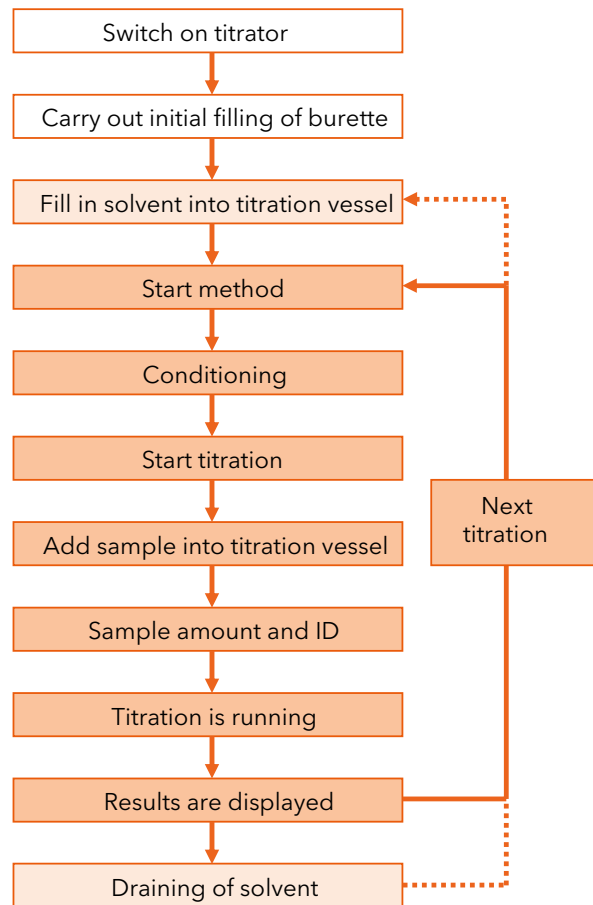 Switch on titrator
Carry out initial filling of burette
Fill in solvent into titration vessel
Start method
Conditioning
Start titration
Next
titration
Add sample into titration vessel
Sample amount and ID
Titration is running
Results are displayed
Draining of solvent